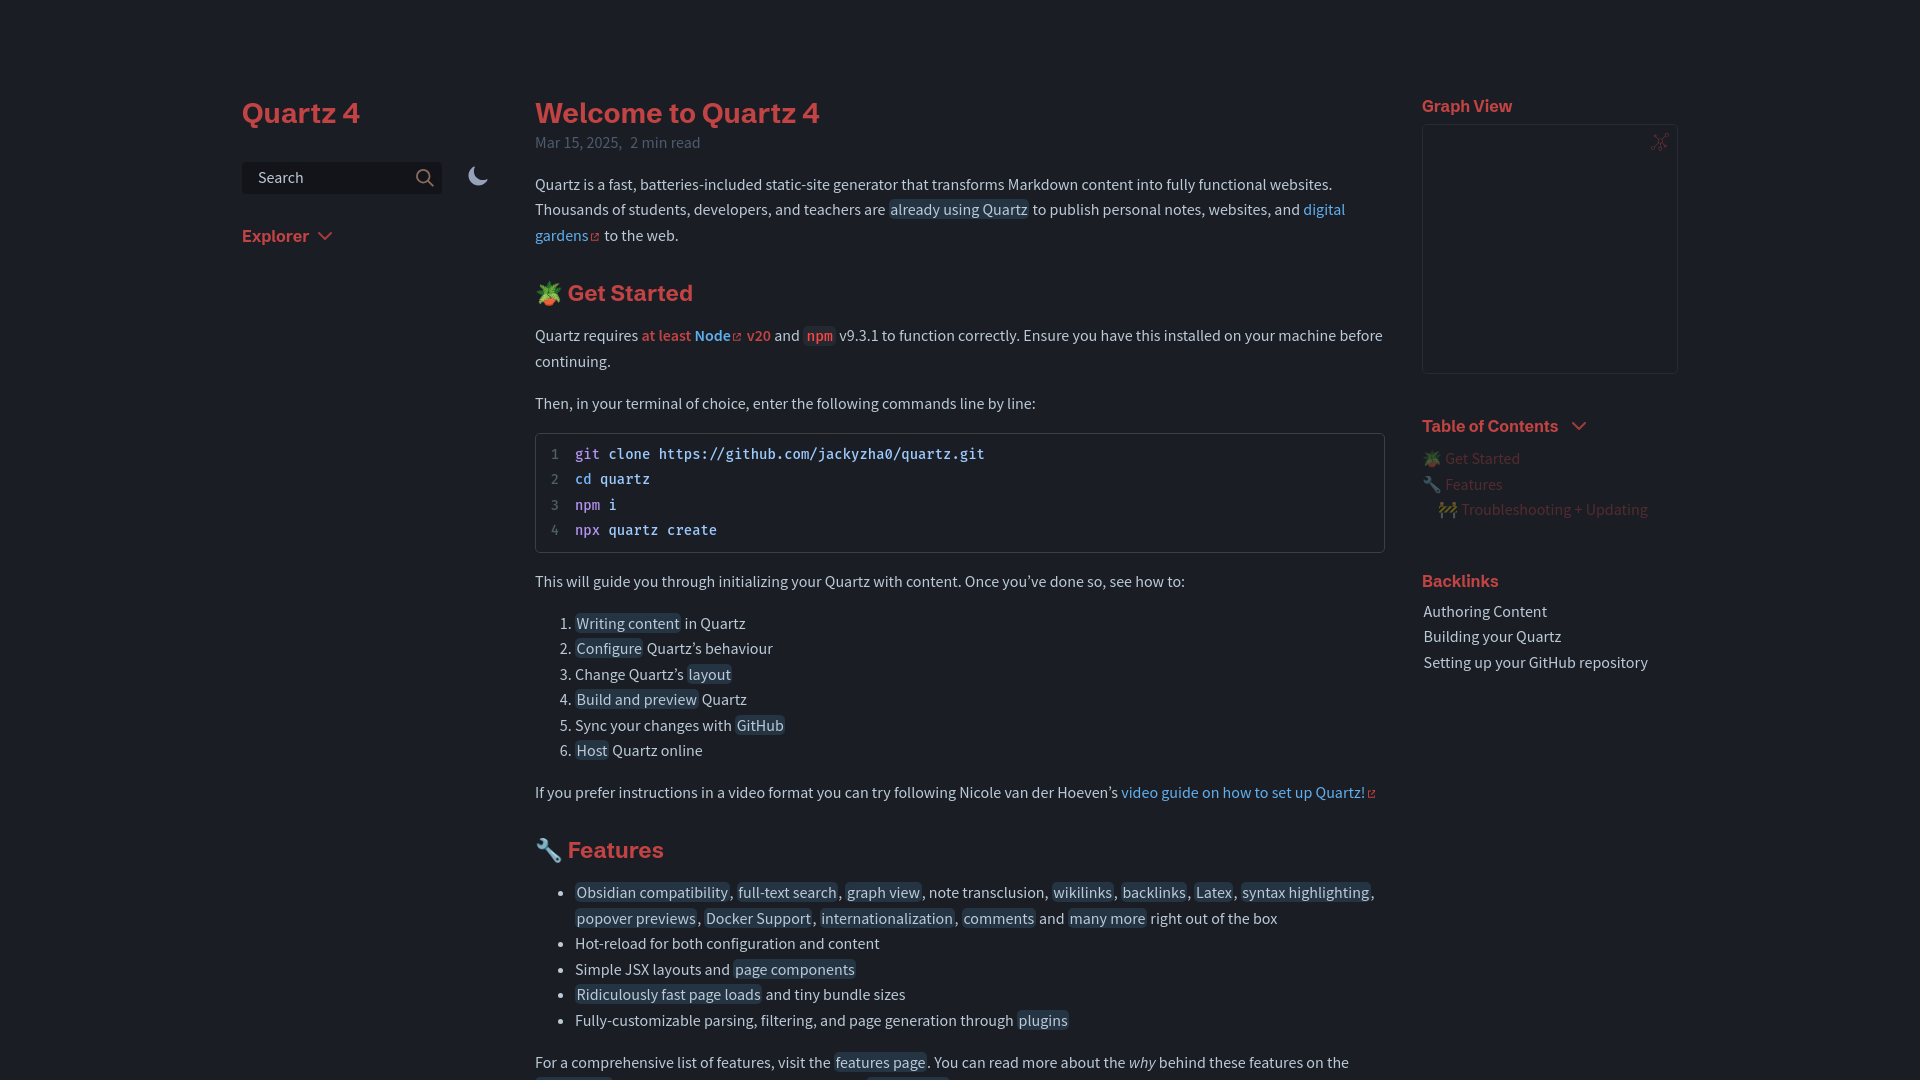 Quartz 4
Search
Explorer
Welcome to Quartz 4
Mar 15, 2025, 2 min read
Quartz is a fast, batteries-included static-site generator that transforms Markdown content into fully functional websites.
Thousands of students, developers, and teachers are already using Quartz to publish personal notes, websites, and digital
gardens to the web.
🪴 Get Started
Quartz requires at least Node v20 and npm v9.3.1 to function correctly. Ensure you have this installed on your machine before
continuing.
Then, in your terminal of choice, enter the following commands line by line:
1 git clone https://github.com/jackyzha0/quartz.git
2 cd quartz
3 npm i
4 npx quartz create
This will guide you through initializing your Quartz with content. Once you’ve done so, see how to:
1. Writing content in Quartz
2. Configure Quartz’s behaviour
3. Change Quartz’s layout
4. Build and preview Quartz
5. Sync your changes with GitHub
6. Host Quartz online
If you prefer instructions in a video format you can try following Nicole van der Hoeven’s video guide on how to set up Quartz!
🔧 Features
• Obsidian compatibility, full-text search, graph view, note transclusion, wikilinks, backlinks, Latex, syntax highlighting,
popover previews, Docker Support, internationalization, comments and many more right out of the box
• Hot-reload for both configuration and content
• Simple JSX layouts and page components
• Ridiculously fast page loads and tiny bundle sizes
• Fully-customizable parsing, filtering, and page generation through plugins
For a comprehensive list of features, visit the features page. You can read more about the why behind these features on the
Graph View
Table of Contents
🪴 Get Started
🔧 Features
🚧 Troubleshooting + Updating
Backlinks
Authoring Content
Building your Quartz
Setting up your GitHub repository